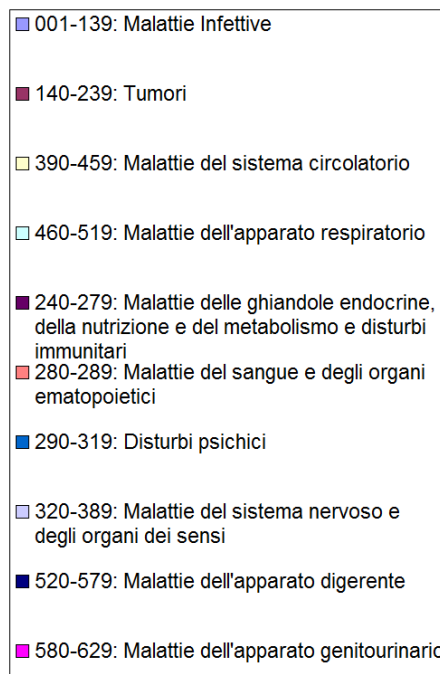 001-139: Malattie Infettive
140-239: Tumori
390-459: Malattie del sistema circolatorio
460-519: Malattie dell'apparato respiratorio
240-279: Malattie delle ghiandole endocrine,
della nutrizione e del metabolismo e disturbi
immunitari
280-289: Malattie del sangue e degli organi
ematopoietici
290-319: Disturbi psichici
320-389: Malattie del sistema nervoso e
degli organi dei sensi
520-579: Malattie dell'apparato digerente
580-629: Malattie dell'apparato genitourinario